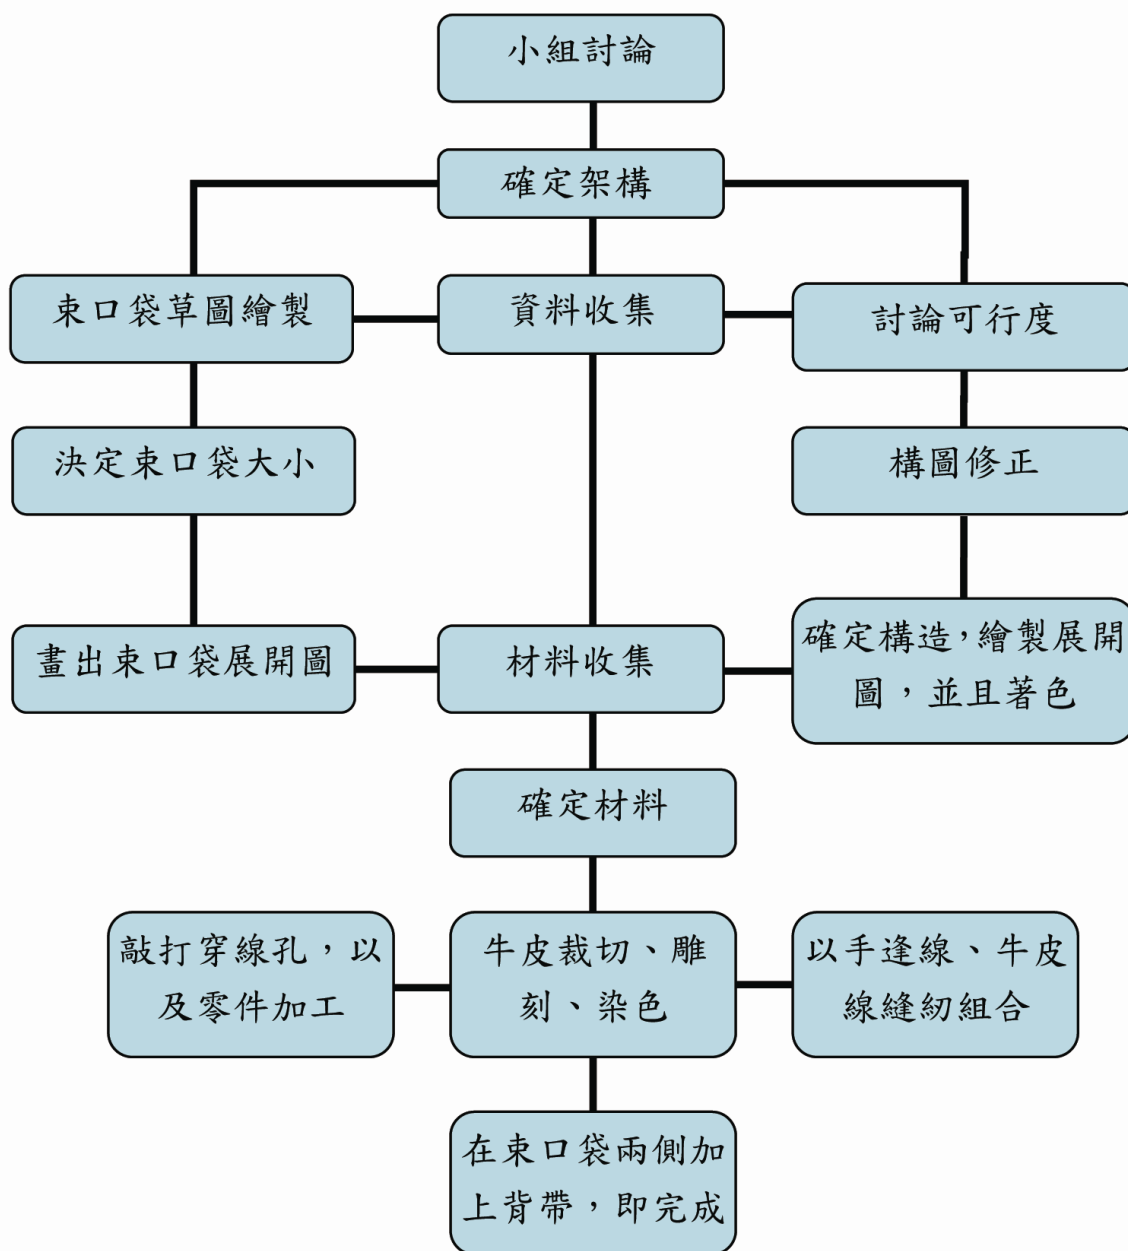 小組討論
確定架構
束口袋草圖繪製
資料收集
討論可行度
決定束口袋大小
構圖修正
畫出束口袋展開圖
材料收集
確定構造,繪製展開
圖,並且著色
確定材料
敲打穿線孔,以
及零件加工
牛皮裁切、雕
刻、染色
以手逢線、牛皮
線縫紉組合
在束口袋兩側加
上背帶,即完成